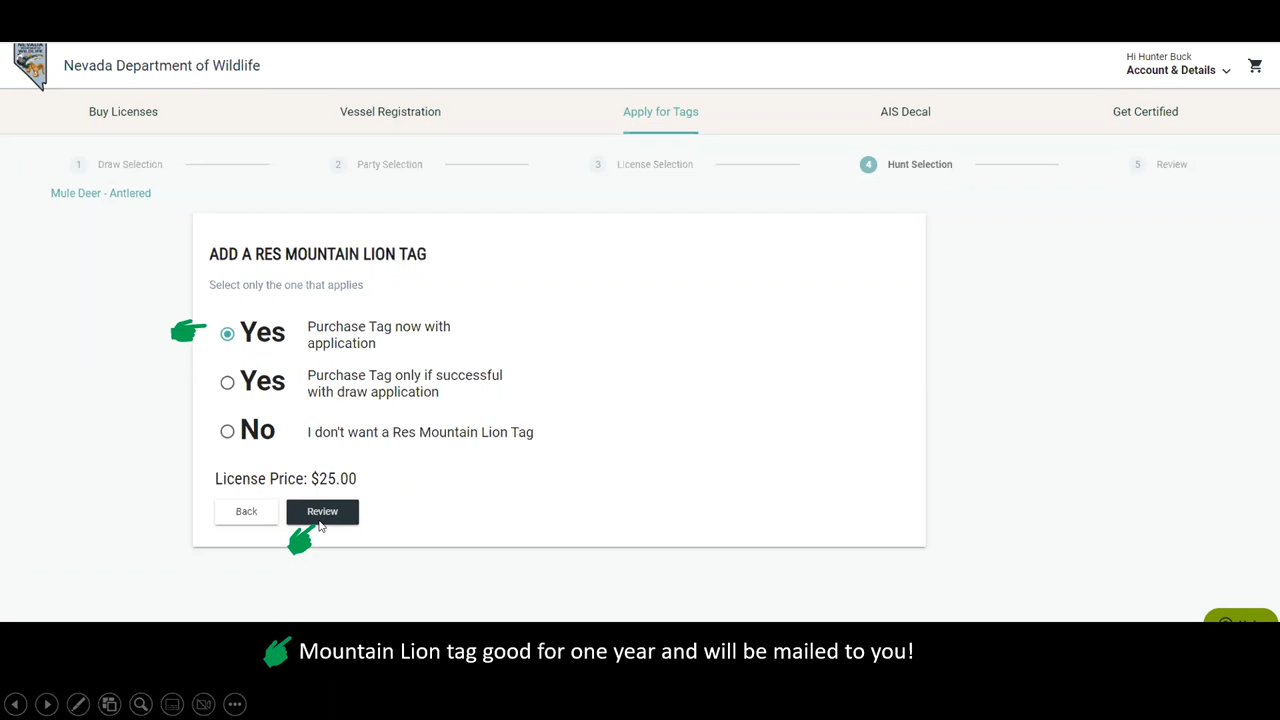 NEVADA
WILDLIFE
Nevada Department of Wildlife
Hi Hunter Buck
Account & Details
Buy Licenses
Vessel Registration
Apply for Tags
AIS Decal
Get Certified
1 Draw Selection
2 Party Selection
3 License Selection
4 Hunt Selection
5 Review
Mule Deer - Antlered
ADD A RES MOUNTAIN LION TAG
Select only the one that applies
Yes Purchase Tag now with
application
Yes Purchase Tag only if successful
with draw application
No I don't want a Res Mountain Lion Tag
License Price: $25.00
Back
Review
Mountain Lion tag good for one year and will be mailed to you!